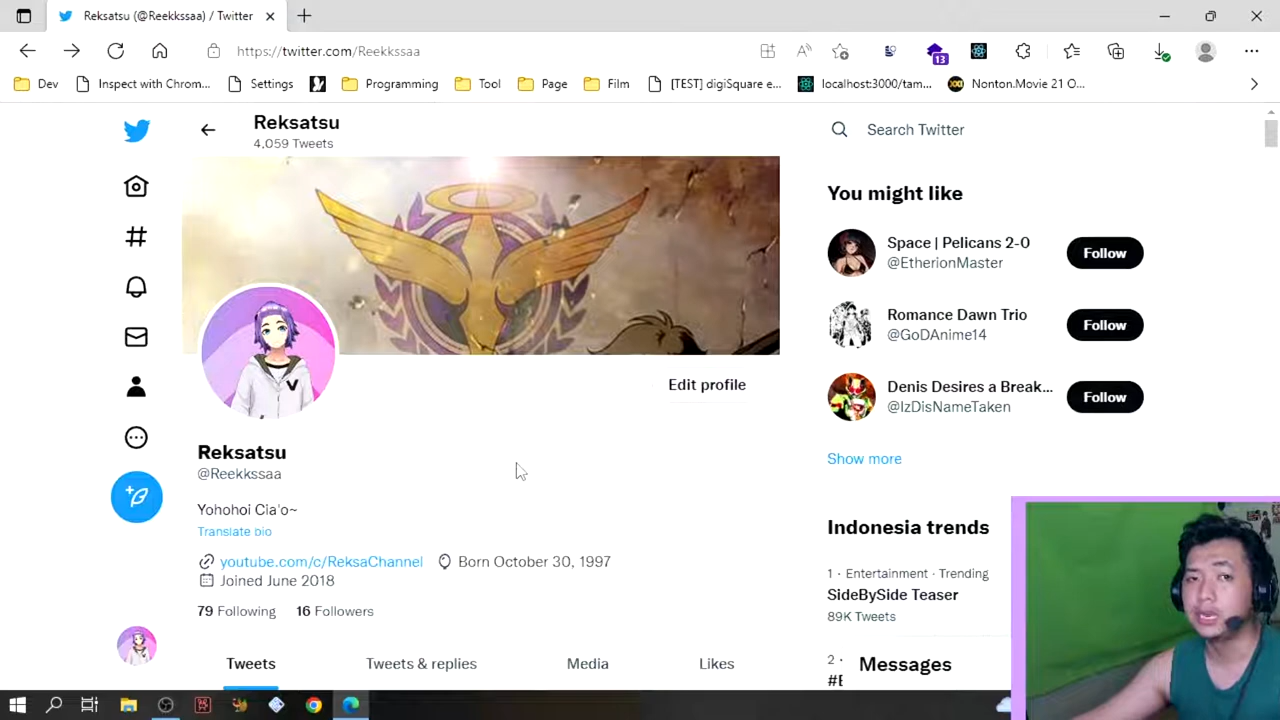 Reksatsu (@Reekkssaa) / Twitter
https://twitter.com/Reekkssaa
13
Dev
Inspect with Chrom...
Settings
Programming
Tool
Page
Film
[TEST] digiSquare e...
localhost:3000/tam...
Nonton.Movie 21 O...
Reksatsu
4,059 Tweets
Edit profile
Reksatsu
@Reekkssaa
Yohohoi Cia'o~
Translate bio
youtube.com/c/ReksaChannel
Born October 30, 1997
Joined June 2018
79 Following
16 Followers
Tweets
Tweets & replies
Media
Likes
Search Twitter
You might like
Space | Pelicans 2-0
@EtherionMaster
Follow
Romance Dawn Trio
@GoDAnime14
Follow
Denis Desires a Break...
@IzDisNameTaken
Follow
Show more
Indonesia trends
1 · Entertainment · Trending
SideBySide Teaser
89K Tweets
2 ·
Messages